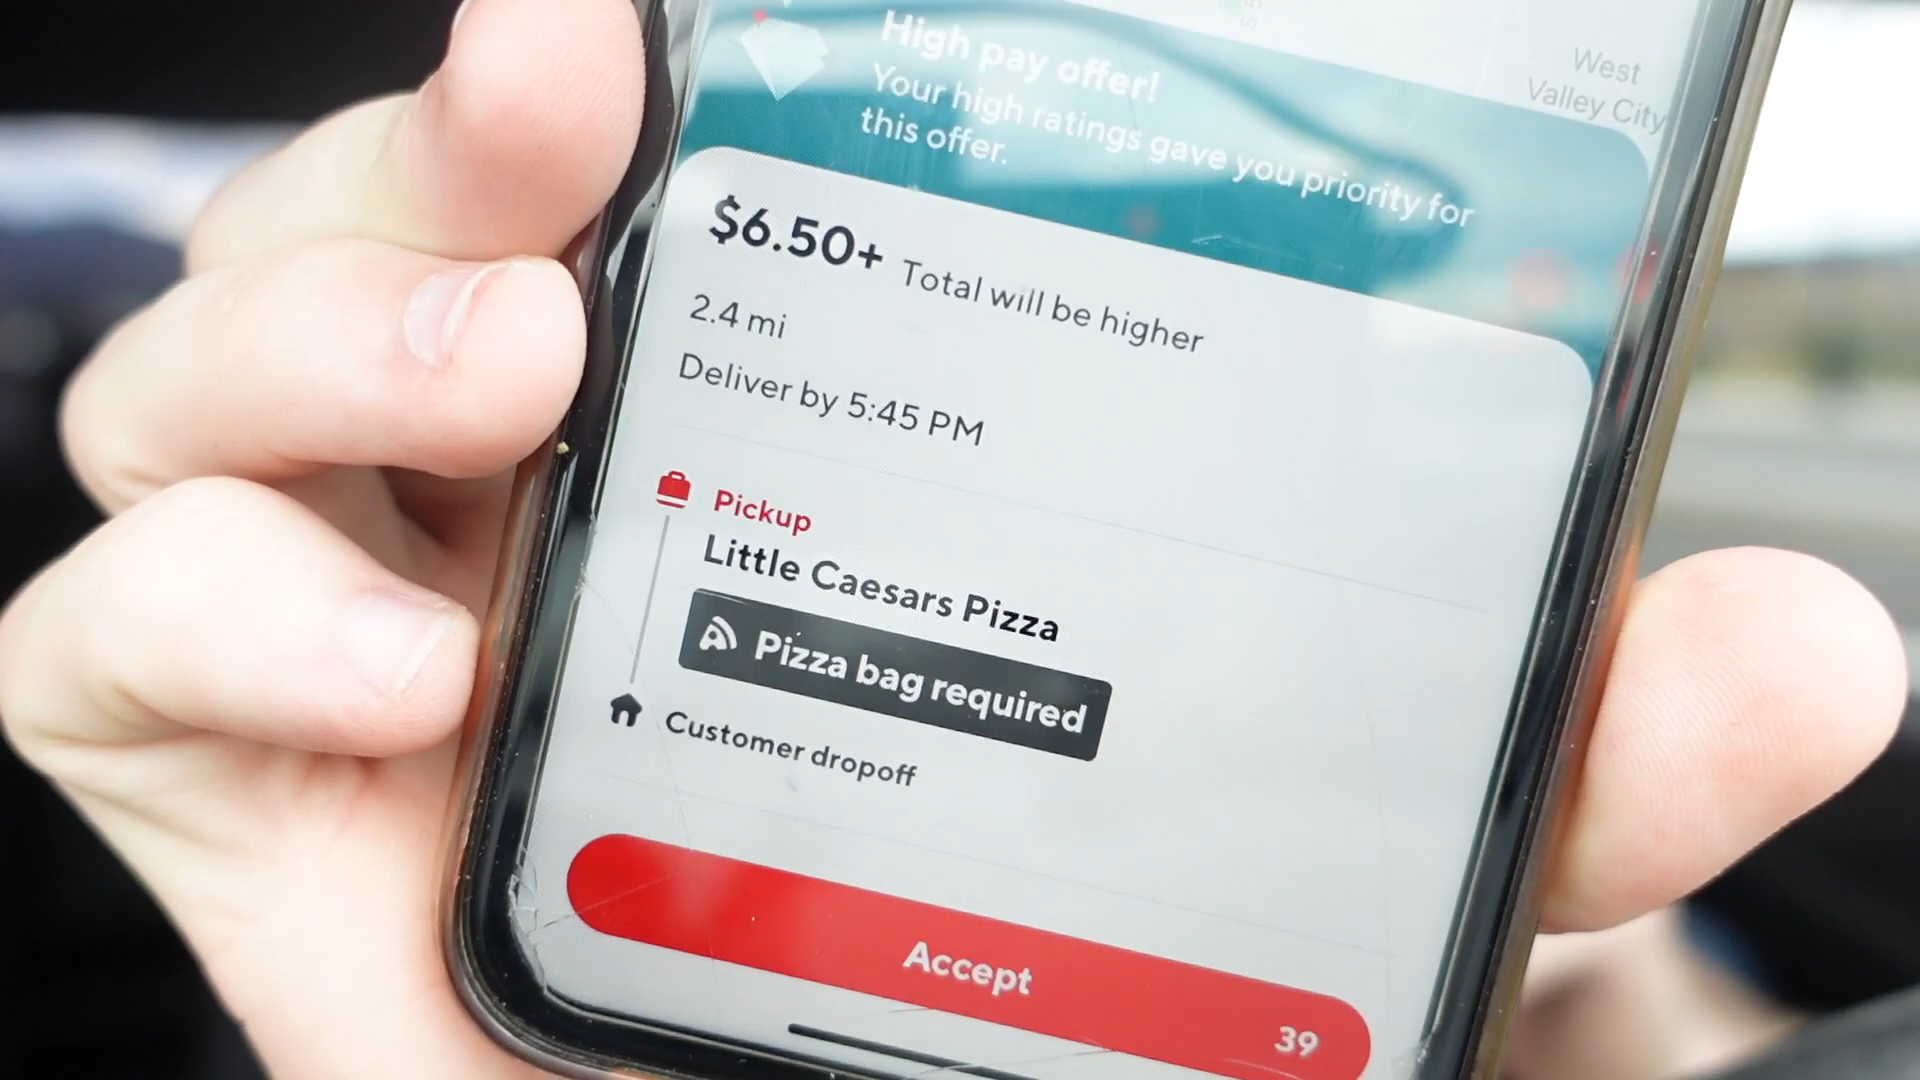 West
Valley City
High pay offer!
Your high ratings gave you priority for
this offer.
$6.50+ Total will be higher
2.4 mi
Deliver by 5:45 PM
Pickup
Little Caesars Pizza
Pizza bag required
Customer dropoff
Accept
39